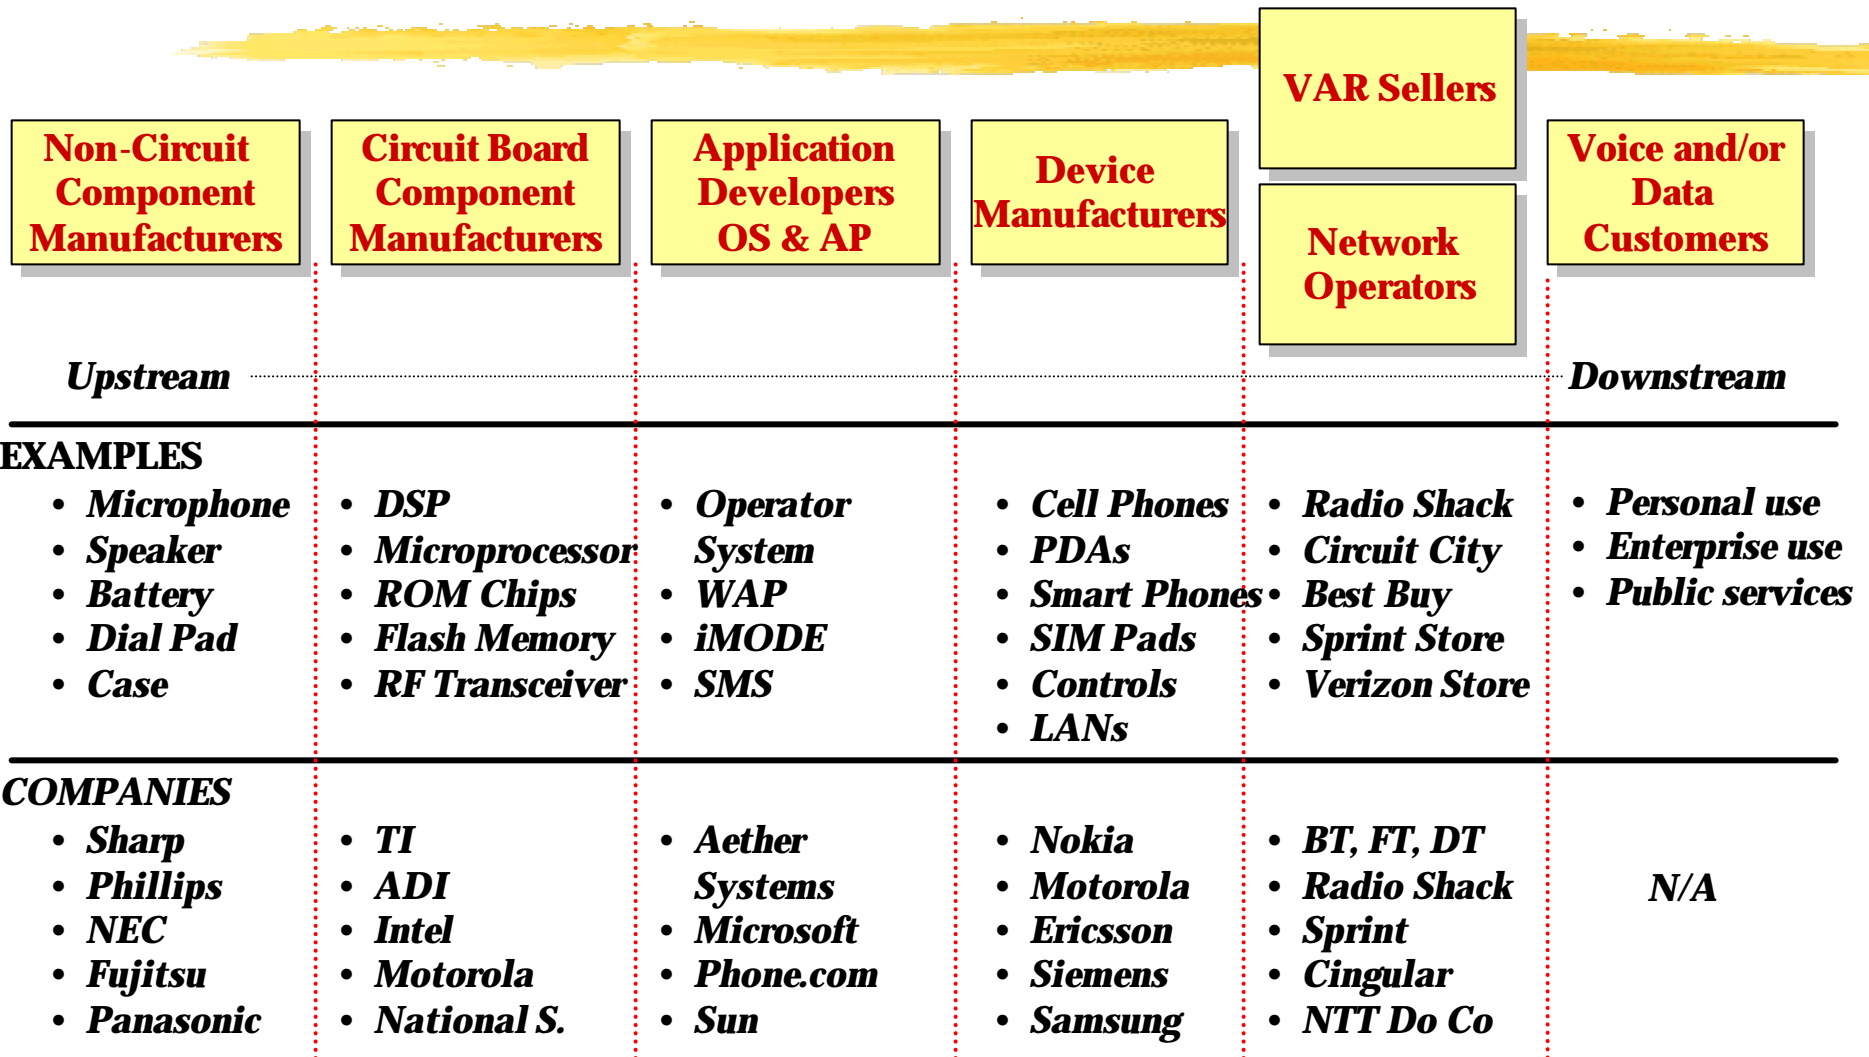 VAR Sellers
Non-Circuit
Component
Manufacturers
Circuit Board
Component
Manufacturers
Application
Developers
OS & AP
Device
Manufacturers
Network
Operators
Voice and/or
Data
Customers
Upstream
Downstream
EXAMPLES
• Microphone
• Speaker
• Battery
• Dial Pad
• Case
• DSP
• Microprocessor
• ROM Chips
• Flash Memory
• RF Transceiver
• Operator
System
• WAP
• iMODE
• SMS
• Cell Phones
• PDAs
• Smart Phones
• SIM Pads
• Controls
• LANs
• Radio Shack
• Circuit City
• Best Buy
• Sprint Store
• Verizon Store
• Personal use
• Enterprise use
• Public services
COMPANIES
• Sharp
• Phillips
• NEC
• Fujitsu
• Panasonic
• TI
• ADI
• Intel
• Motorola
• National S.
• Aether
Systems
• Microsoft
• Phone.com
• Sun
• Nokia
• Motorola
• Ericsson
• Siemens
• Samsung
• BT, FT, DT
• Radio Shack
• Sprint
• Cingular
• NTT Do Co
N/A